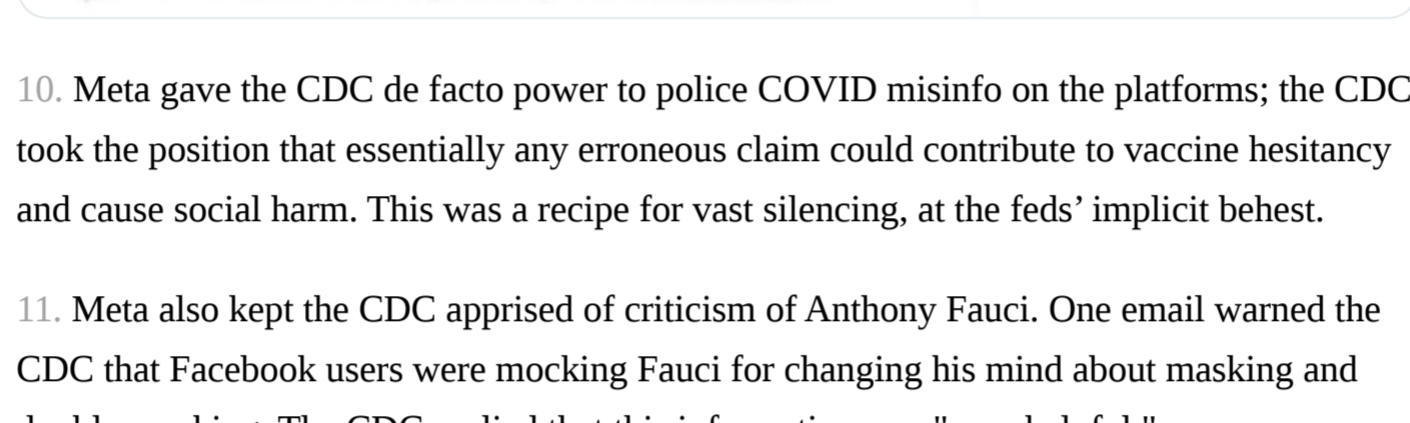 10. Meta gave the CDC de facto power to police COVID misinfo on the platforms; the CDC
took the position that essentially any erroneous claim could contribute to vaccine hesitancy
and cause social harm. This was a recipe for vast silencing, at the feds’ implicit behest.
11. Meta also kept the CDC apprised of criticism of Anthony Fauci. One email warned the
CDC that Facebook users were mocking Fauci for changing his mind about masking and